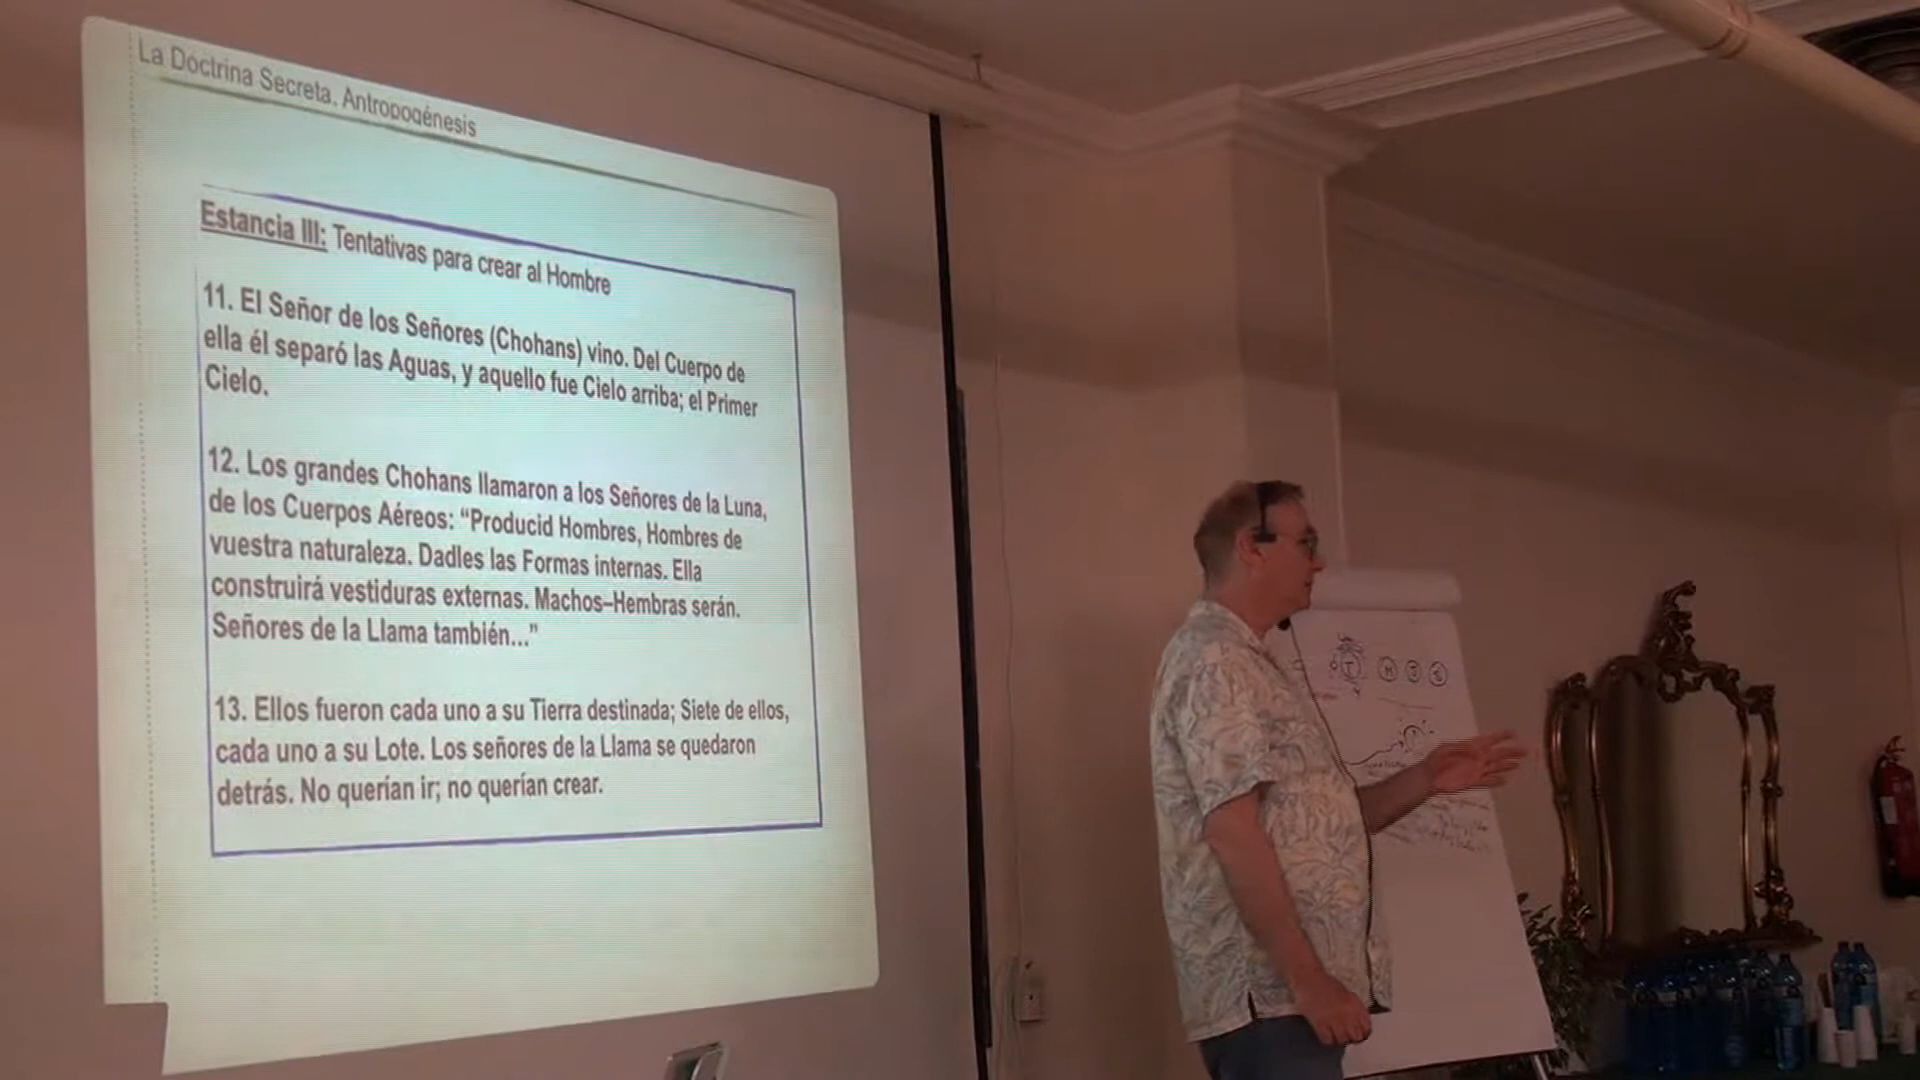 La Doctrina Secreta. Antropogénesis
Estancia III: Tentativas para crear al Hombre
11. El Señor de los Señores (Chohans) vino. Del Cuerpo de
ella él separó las Aguas, y aquello fue Cielo arriba; el Primer
Cielo.
12. Los grandes Chohans llamaron a los Señores de la Luna,
de los Cuerpos Aéreos: “Producid Hombres, Hombres de
vuestra naturaleza. Dadles las Formas internas. Ella
construirá vestiduras externas. Machos–Hembras serán.
Señores de la Llama también...”
13. Ellos fueron cada uno a su Tierra destinada; Siete de ellos,
cada uno a su Lote. Los señores de la Llama se quedaron
detrás. No querían ir; no querían crear.
T M J S